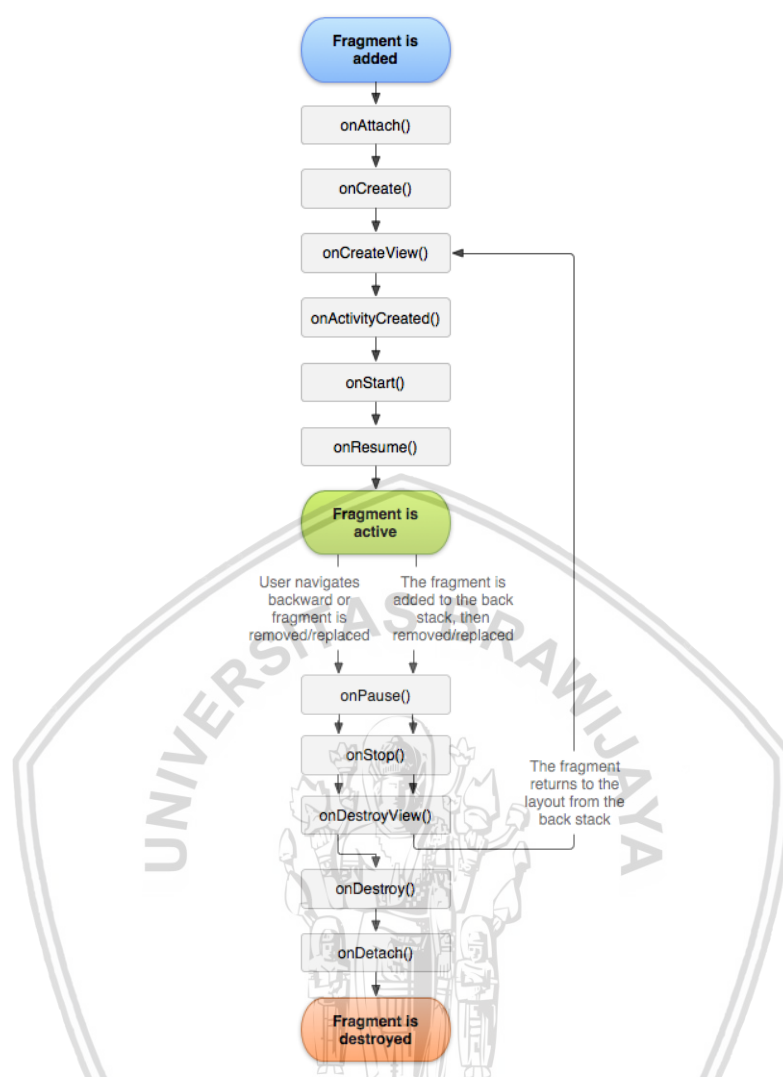 Fragment is
added
onAttach()
onCreate()
onCreateView()
onActivityCreated()
onStart()
onResume()
Fragment is
active
User navigates
backward or
fragment is
removed/replaced
The fragment is
added to the back
stack, then
removed/replaced
onPause()
onStop()
onDestroyView()
The fragment
returns to the
layout from the
back stack
onDestroy()
onDetach()
Fragment is
destroyed
UNIVERSITAS BRAWIJAYA